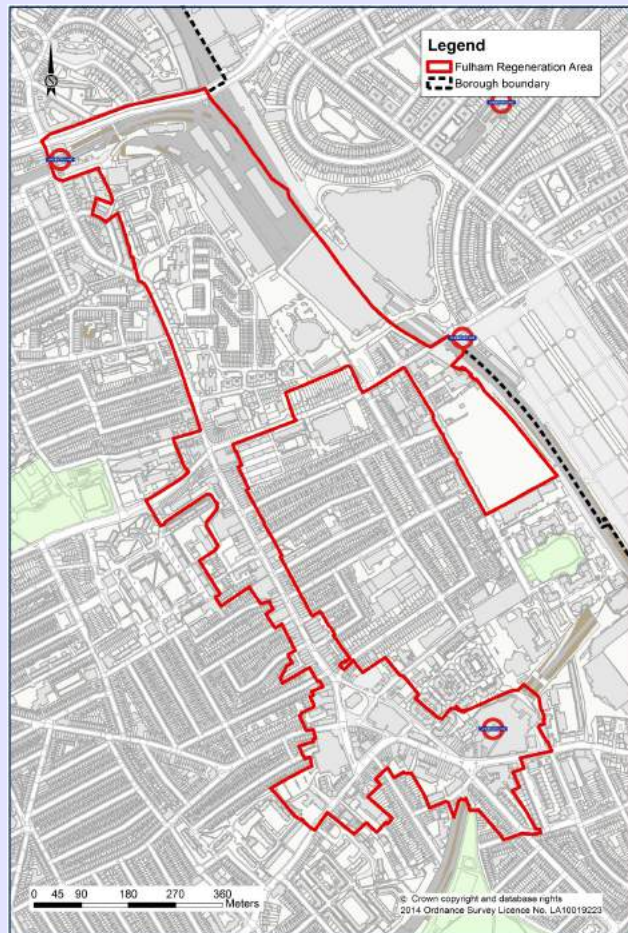 Legend
Fulham Regeneration Area
Borough boundary
0 45 90 180 270 360
Meters
© Crown copyright and database rights
2014 Ordnance Survey Licence No. LA10019223